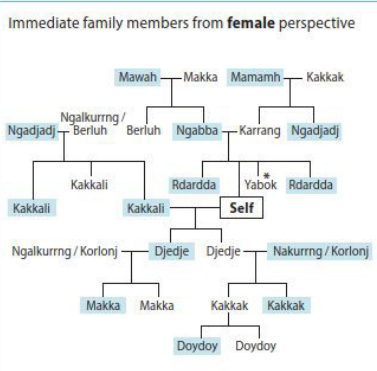 Immediate family members from female perspective
Mawah Makka Mamamh Kakkak
Ngalkurrng /
Ngadjadj Berluh Berluh Ngabba Karrang Ngadjadj
*
Kakkali Rdardda Yabok Rdardda
Kakkali Kakkali Self
Ngalkurrng / Korlonj Djedje Djedje Nakurrng / Korlonj
Makka Makka Kakkak Kakkak
Doydoy Doydoy